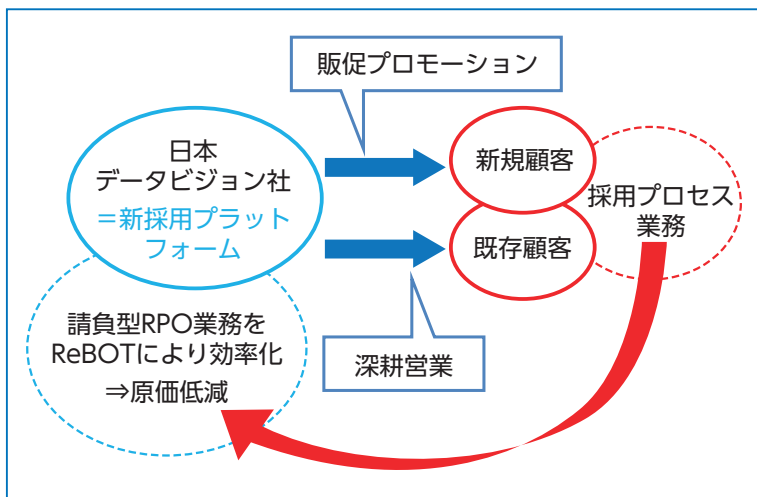 販促プロモーション
日本
データビジョン社
＝新採用プラット
フォーム
新規顧客
既存顧客
採用プロセス
業務
請負型RPO業務を
ReBOTにより効率化
⇒原価低減
深耕営業